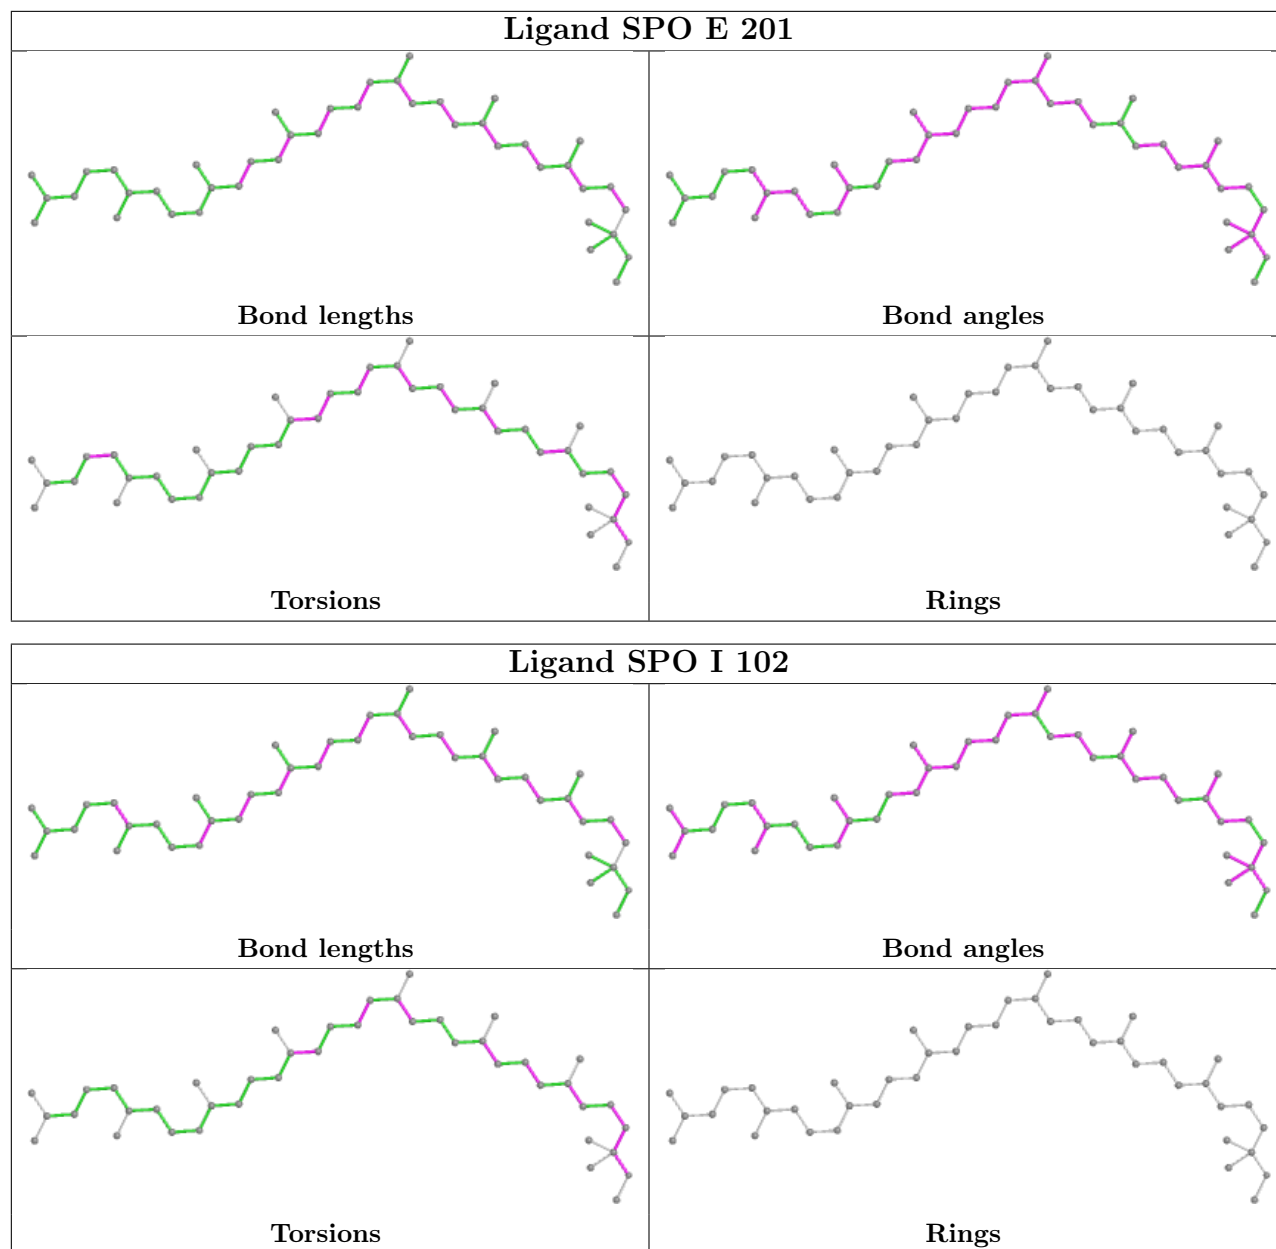 Ligand SPO E 201
Bond lengths
Bond angles
Torsions
Rings
Ligand SPO I 102
Bond lengths
Bond angles
Torsions
Rings